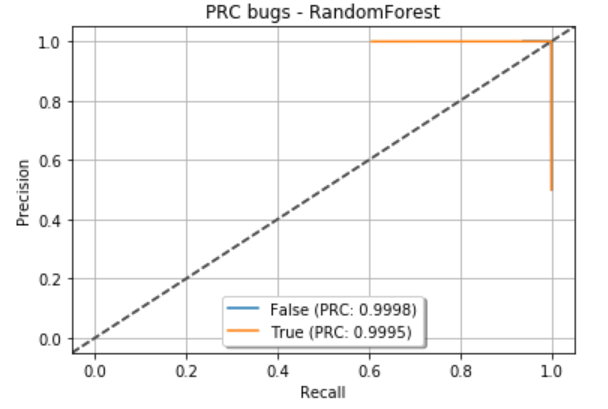 PRC bugs - RandomForest
1.0
0.8
0.6
0.4
0.2
0.0
Precision
False (PRC: 0.9998)
True (PRC: 0.9995)
0.0 0.2 0.4 0.6 0.8 1.0
Recall